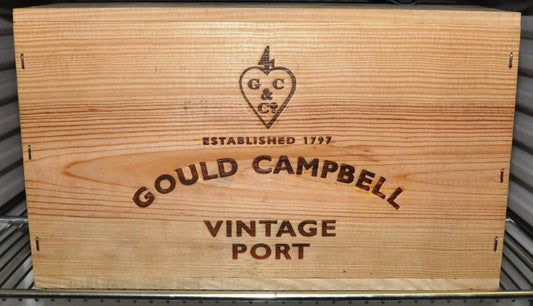 G C
&
Co
ESTABLISHED 1797
GOULD CAMPBELL
VINTAGE
PORT